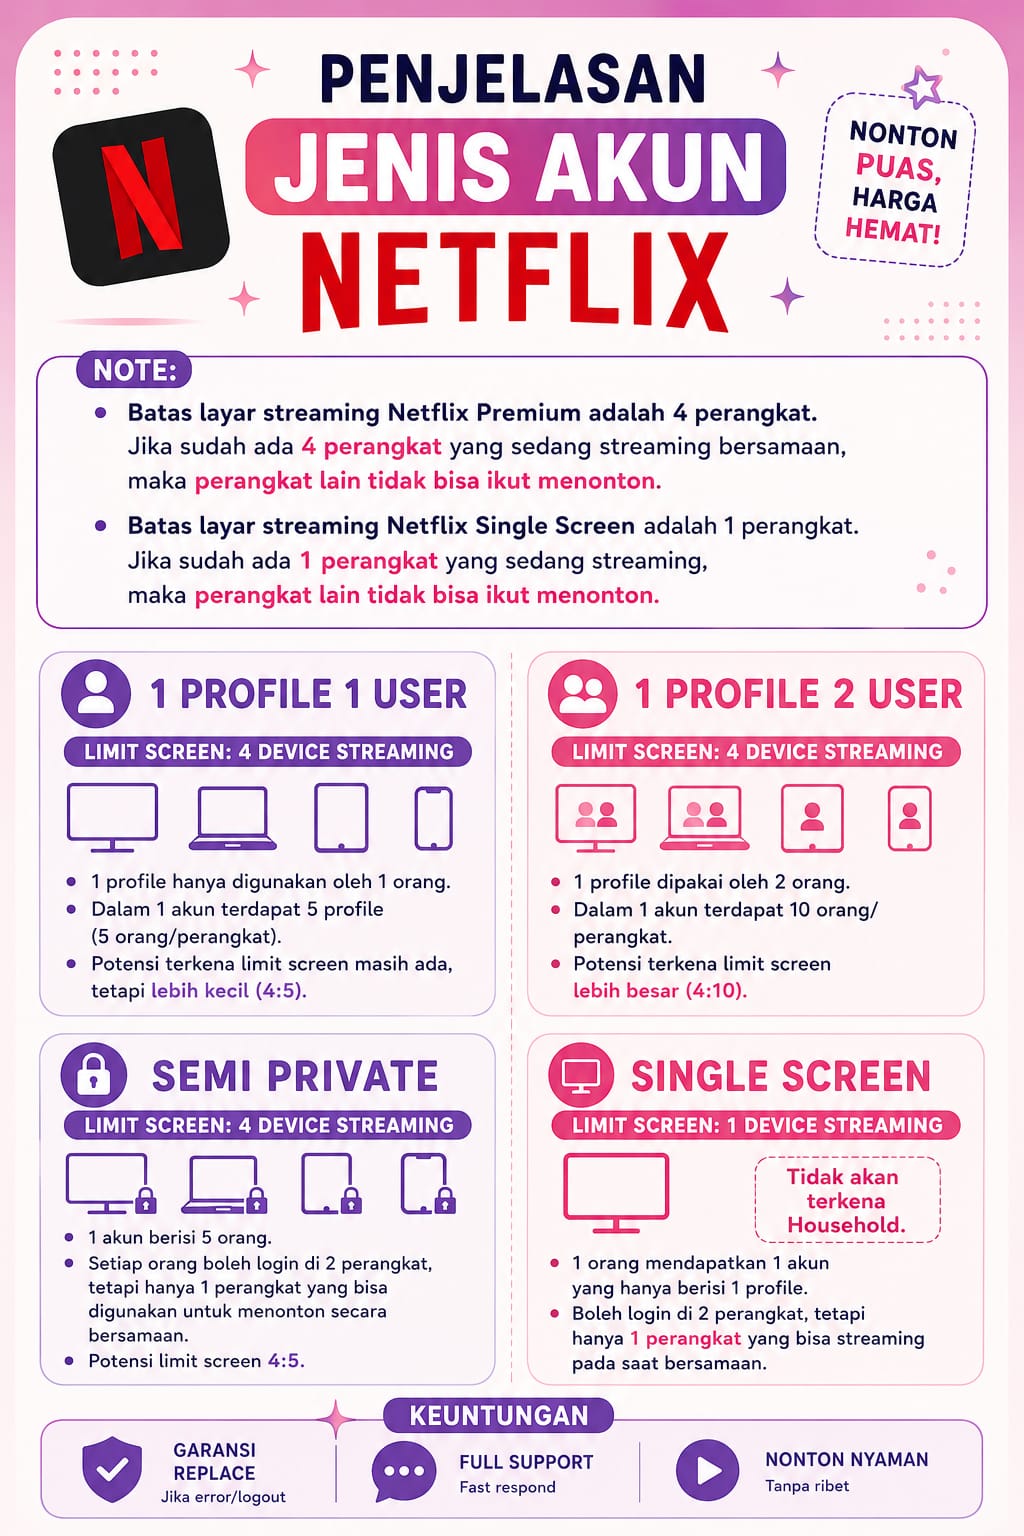 PENJELASAN
JENIS AKUN
NETFLIX
N
NONTON
PUAS,
HARGA
HEMAT!
NOTE:
• Batas layar streaming Netflix Premium adalah 4 perangkat.
Jika sudah ada 4 perangkat yang sedang streaming bersamaan,
maka perangkat lain tidak bisa ikut menonton.
• Batas layar streaming Netflix Single Screen adalah 1 perangkat.
Jika sudah ada 1 perangkat yang sedang streaming,
maka perangkat lain tidak bisa ikut menonton.
1 PROFILE 1 USER
LIMIT SCREEN: 4 DEVICE STREAMING
• 1 profile hanya digunakan oleh 1 orang.
• Dalam 1 akun terdapat 5 profile
(5 orang/perangkat).
• Potensi terkena limit screen masih ada,
tetapi lebih kecil (4:5).
1 PROFILE 2 USER
LIMIT SCREEN: 4 DEVICE STREAMING
• 1 profile dipakai oleh 2 orang.
• Dalam 1 akun terdapat 10 orang/
perangkat.
• Potensi terkena limit screen
lebih besar (4:10).
SEMI PRIVATE
LIMIT SCREEN: 4 DEVICE STREAMING
• 1 akun berisi 5 orang.
• Setiap orang boleh login di 2 perangkat,
tetapi hanya 1 perangkat yang bisa
digunakan untuk menonton secara
bersamaan.
• Potensi limit screen 4:5.
SINGLE SCREEN
LIMIT SCREEN: 1 DEVICE STREAMING
Tidak akan
terkena
Household.
• 1 orang mendapatkan 1 akun
yang hanya berisi 1 profile.
• Boleh login di 2 perangkat, tetapi
hanya 1 perangkat yang bisa streaming
pada saat bersamaan.
KEUNTUNGAN
GARANSI
REPLACE
Jika error/logout
FULL SUPPORT
Fast respond
NONTON NYAMAN
Tanpa ribet